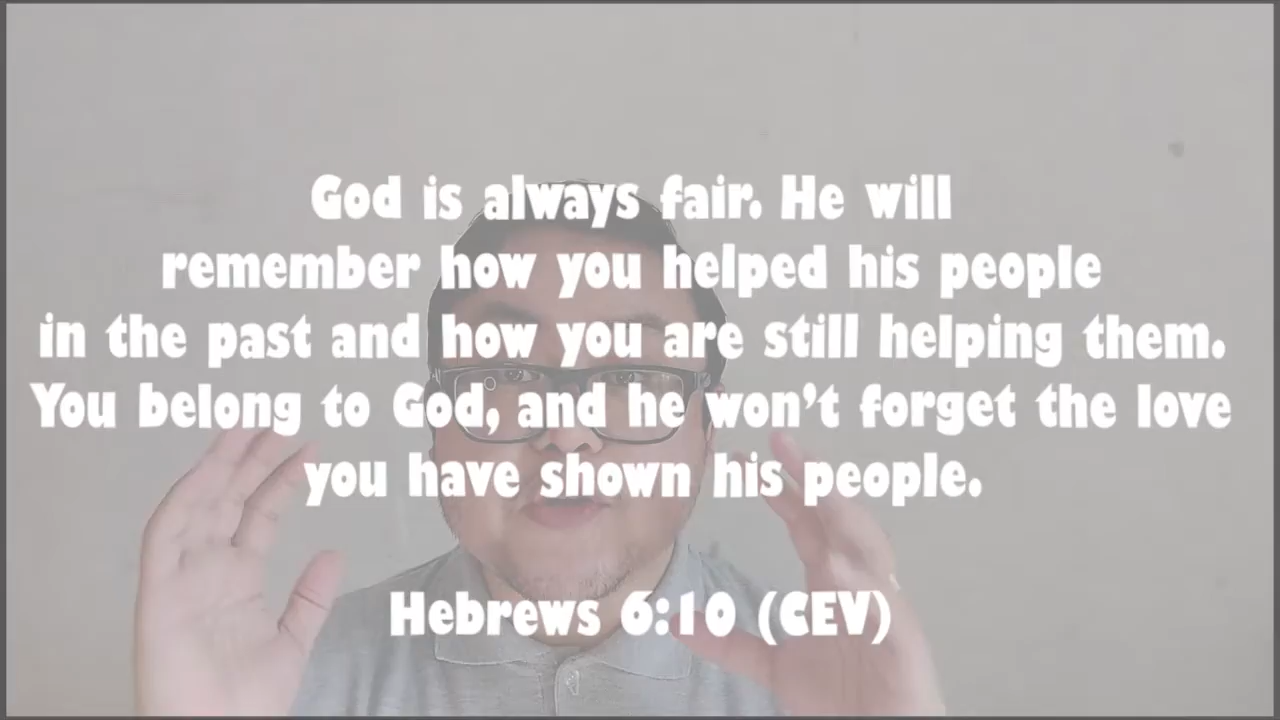 God is always fair. He will
remember how you helped his people
in the past and how you are still helping them.
You belong to God, and he won't forget the love
you have shown his people.
Hebrews 6:10 (CEV)